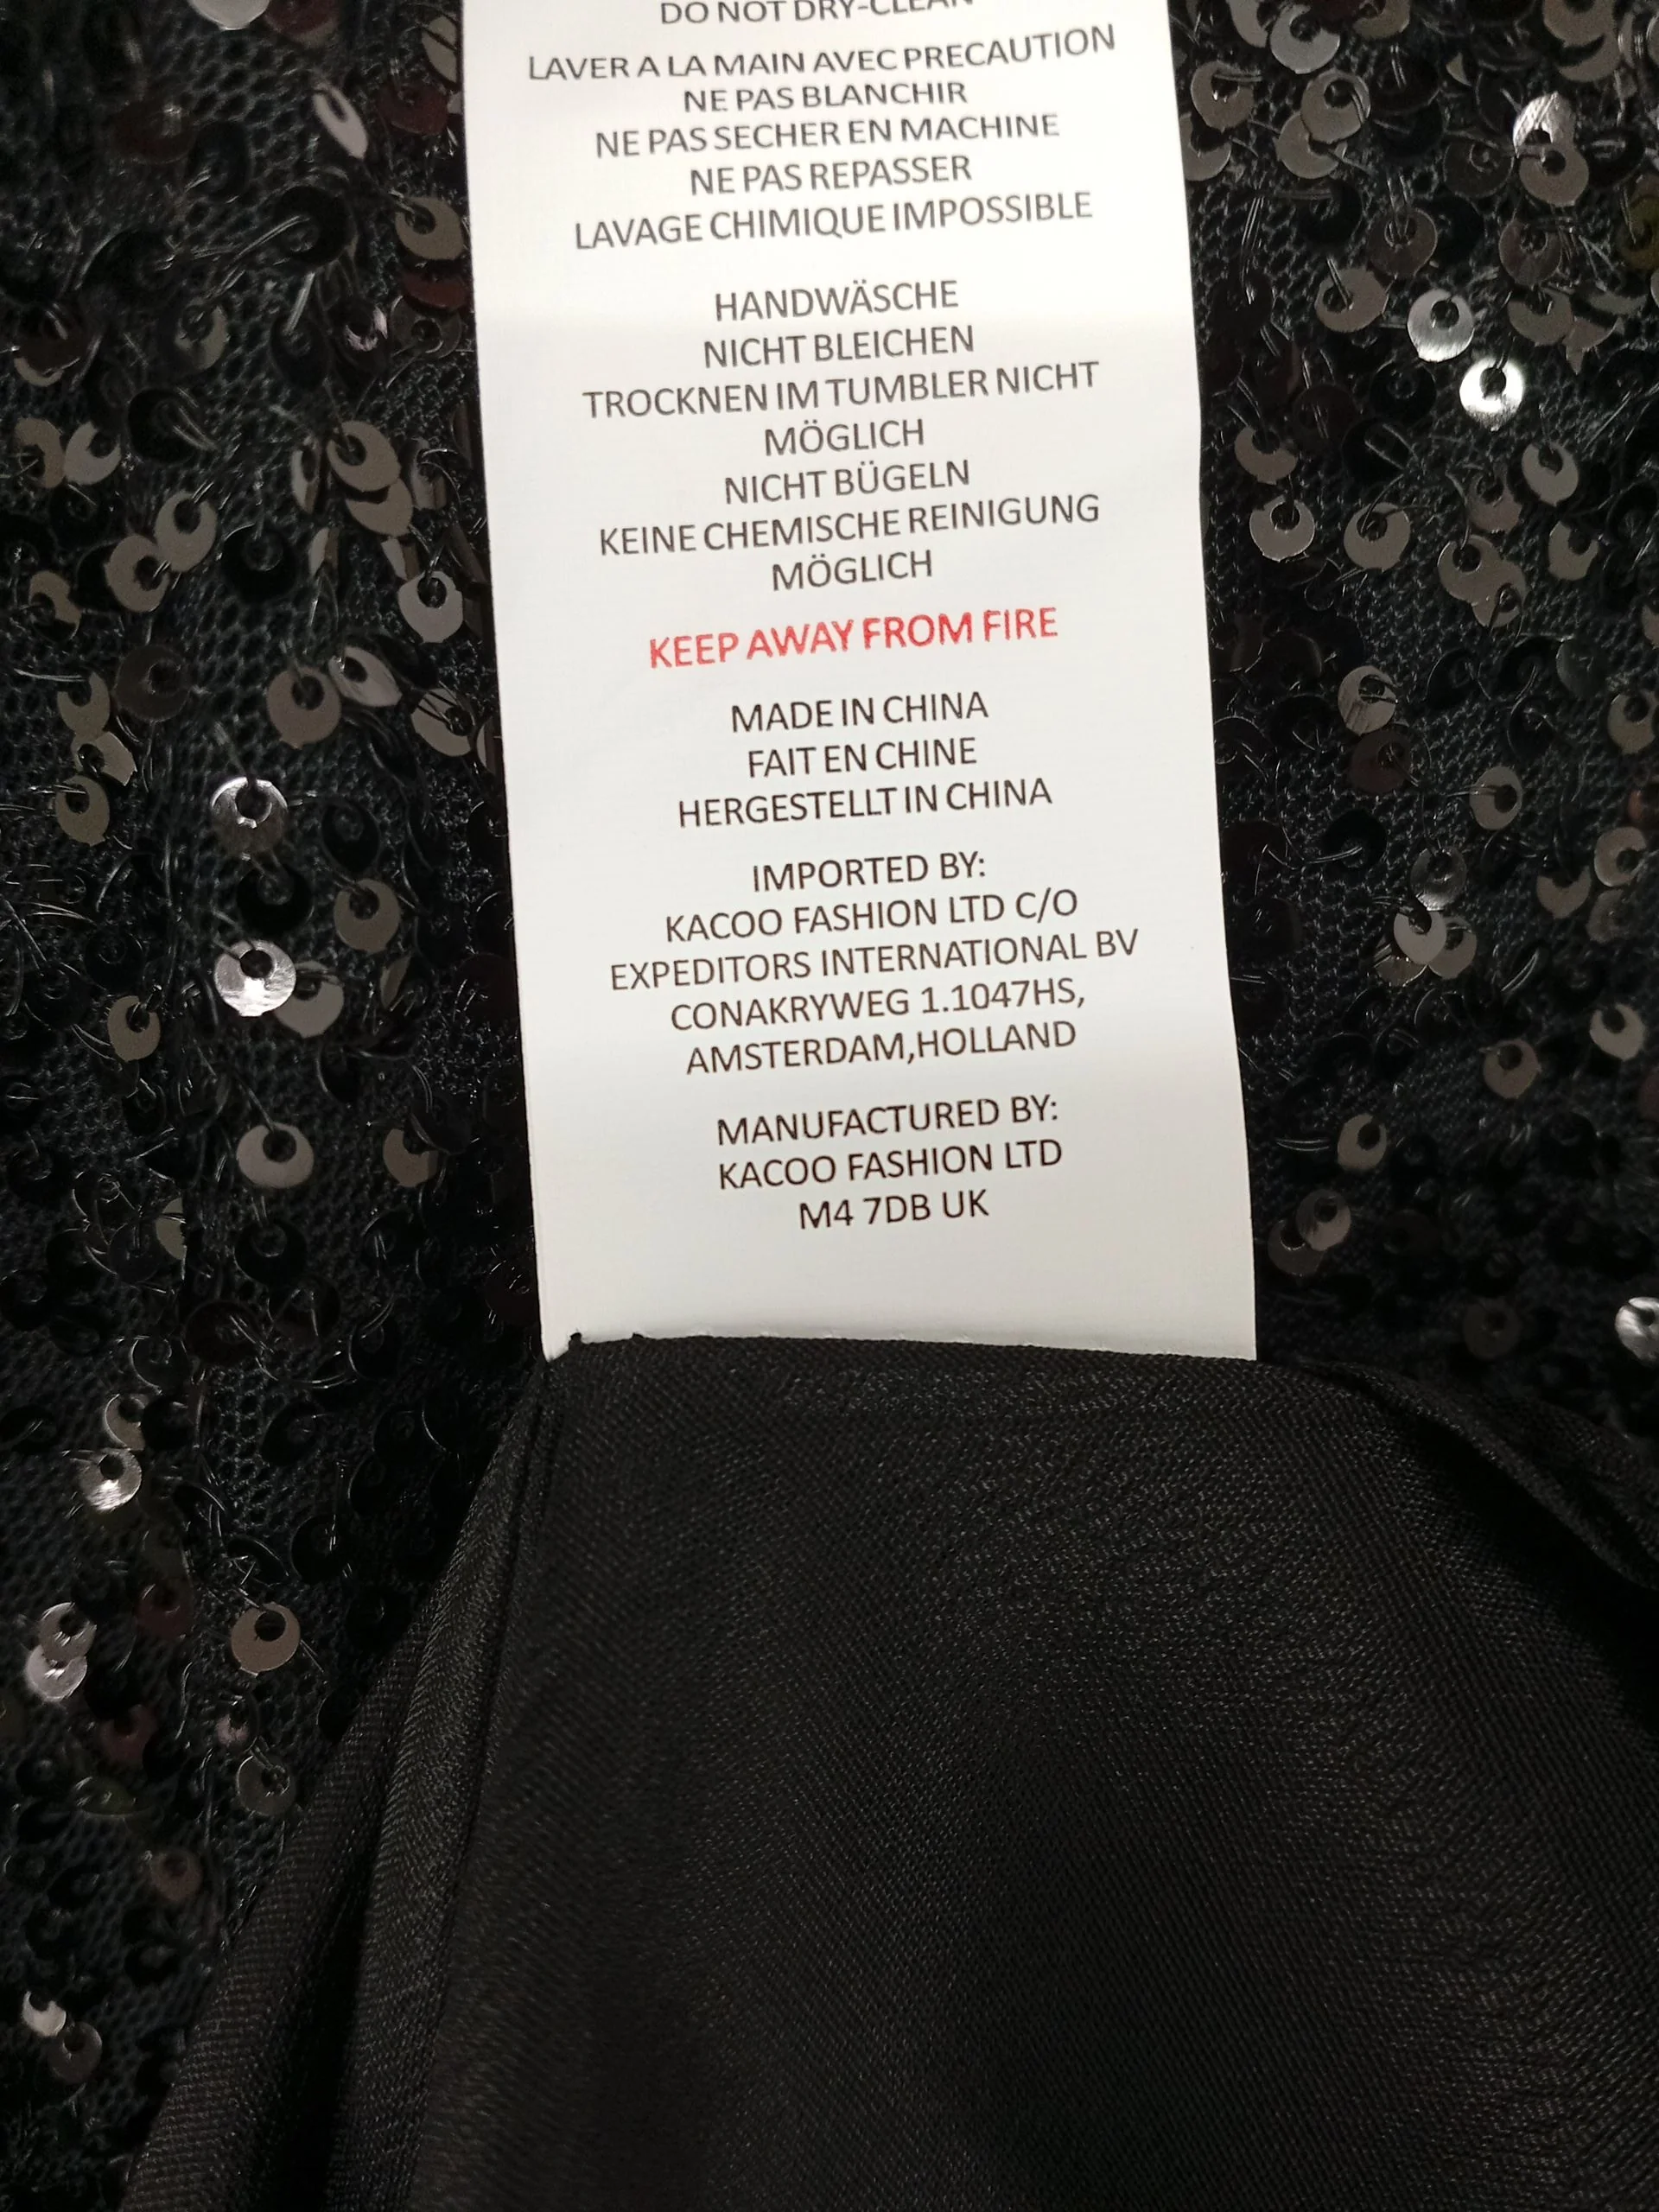 DO NOT DRY-CLEAN
LAVER A LA MAIN AVEC PRECAUTION
NE PAS BLANCHIR
NE PAS SECHER EN MACHINE
NE PAS REPASSER
LAVAGE CHIMIQUE IMPOSSIBLE
HANDWÄSCHE
NICHT BLEICHEN
TROCKNEN IM TUMBLER NICHT
MÖGLICH
NICHT BÜGELN
KEINE CHEMISCHE REINIGUNG
MÖGLICH
KEEP AWAY FROM FIRE
MADE IN CHINA
FAIT EN CHINE
HERGESTELLT IN CHINA
IMPORTED BY:
KACOO FASHION LTD C/O
EXPEDITORS INTERNATIONAL BV
CONAKRYWEG 1.1047HS,
AMSTERDAM,HOLLAND
MANUFACTURED BY:
KACOO FASHION LTD
M4 7DB UK